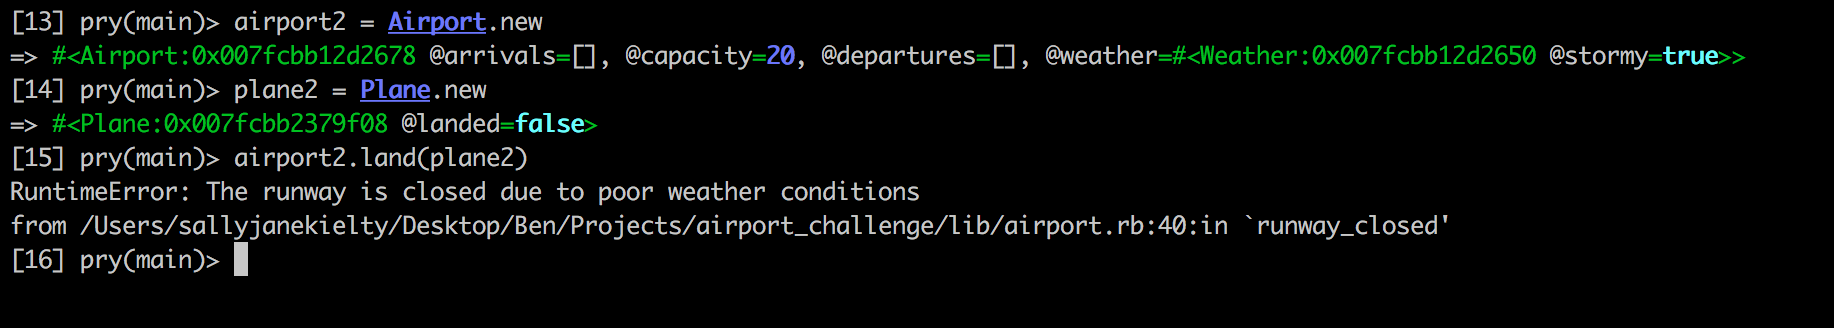 [13] pry(main)> airport2 = Airport.new
=> #<Airport:0x007fcbb12d2678 @arrivals=[], @capacity=20, @departures=[], @weather=#<Weather:0x007fcbb12d2650 @stormy=true>>
[14] pry(main)> plane2 = Plane.new
=> #<Plane:0x007fcbb2379f08 @landed=false>
[15] pry(main)> airport2.land(plane2)
RuntimeError: The runway is closed due to poor weather conditions
from /Users/sallyjanekielty/Desktop/Ben/Projects/airport_challenge/lib/airport.rb:40:in `runway_closed'
[16] pry(main)>